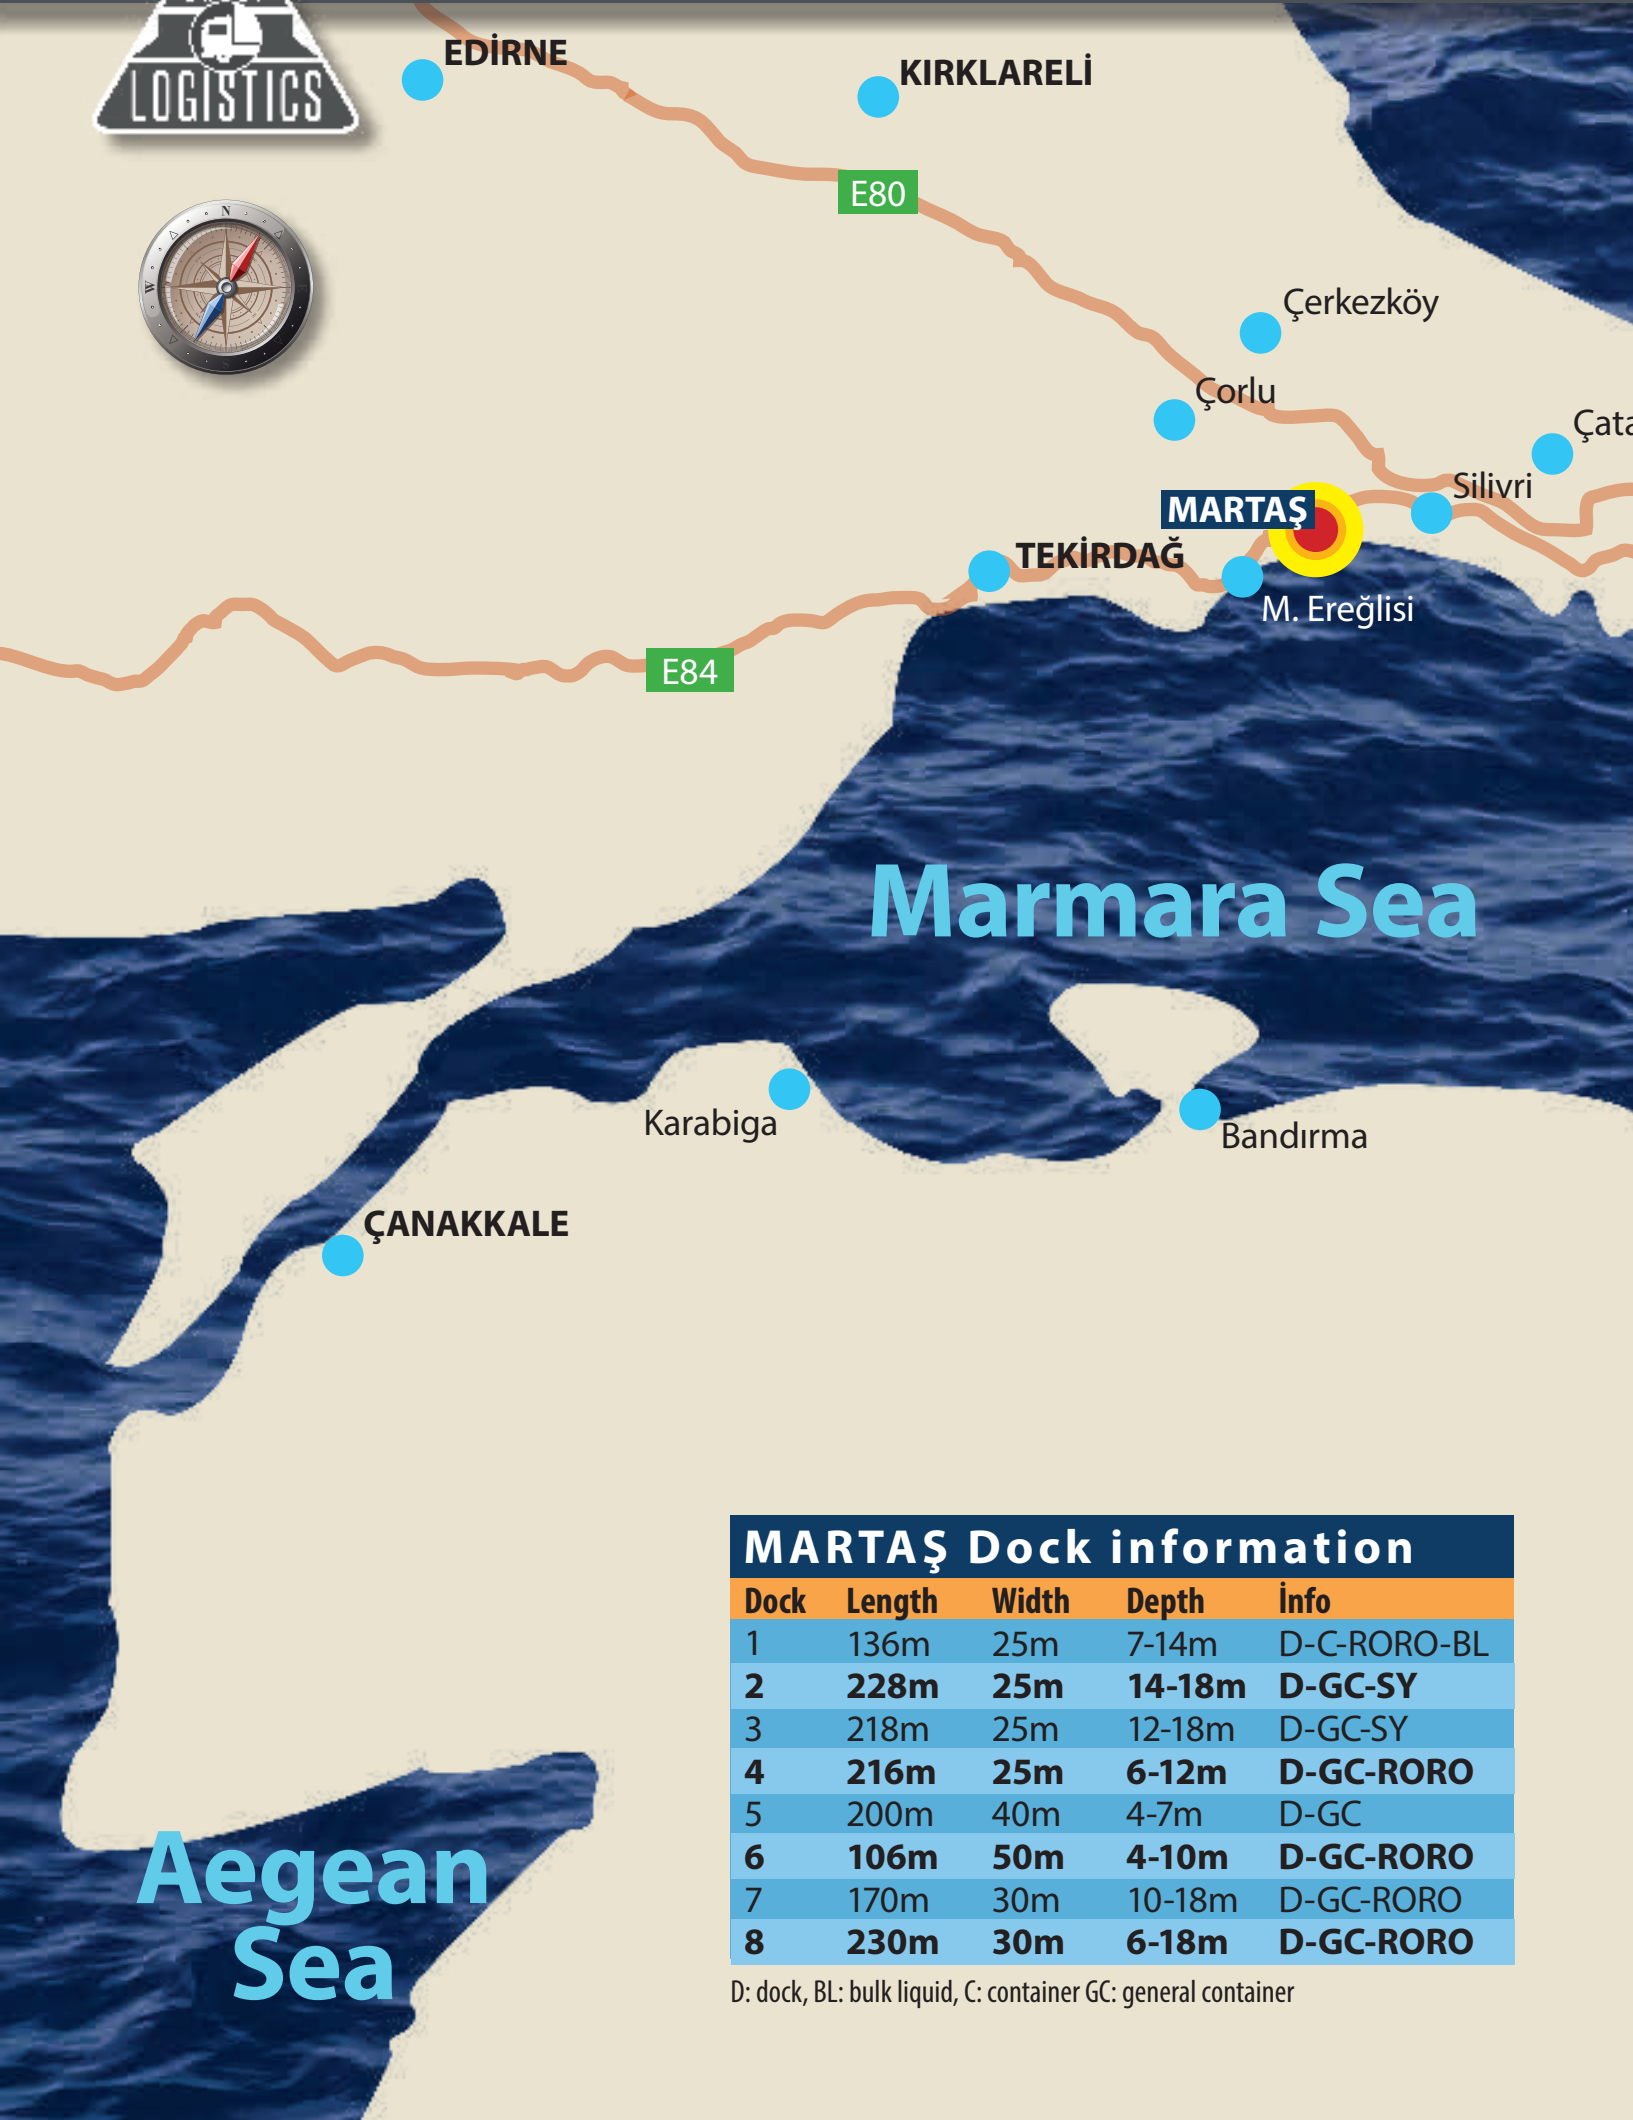 LOGİSTİCS
EDİRNE
KIRKLARELİ
N
W
E80
Çerkezköy
Çorlu
Silivri
MARTAŞ
TEKİRDAĞ
M. Ereğlisi
E84
Marmara Sea
Karabiga
Bandırma
ÇANAKKALE
MARTAŞ Dock information
Dock Length Width Depth İnfo
1 136m 25m 7-14m D-C-RORO-BL
2 228m 25m 14-18m D-GC-SY
3 218m 25m 12-18m D-GC-SY
4 216m 25m 6-12m D-GC-RORO
5 200m 40m 4-7m D-GC
6 106m 50m 4-10m D-GC-RORO
7 170m 30m 10-18m D-GC-RORO
8 230m 30m 6-18m D-GC-RORO
D: dock, BL: bulk liquid, C: container GC: general container
Aegean
Sea